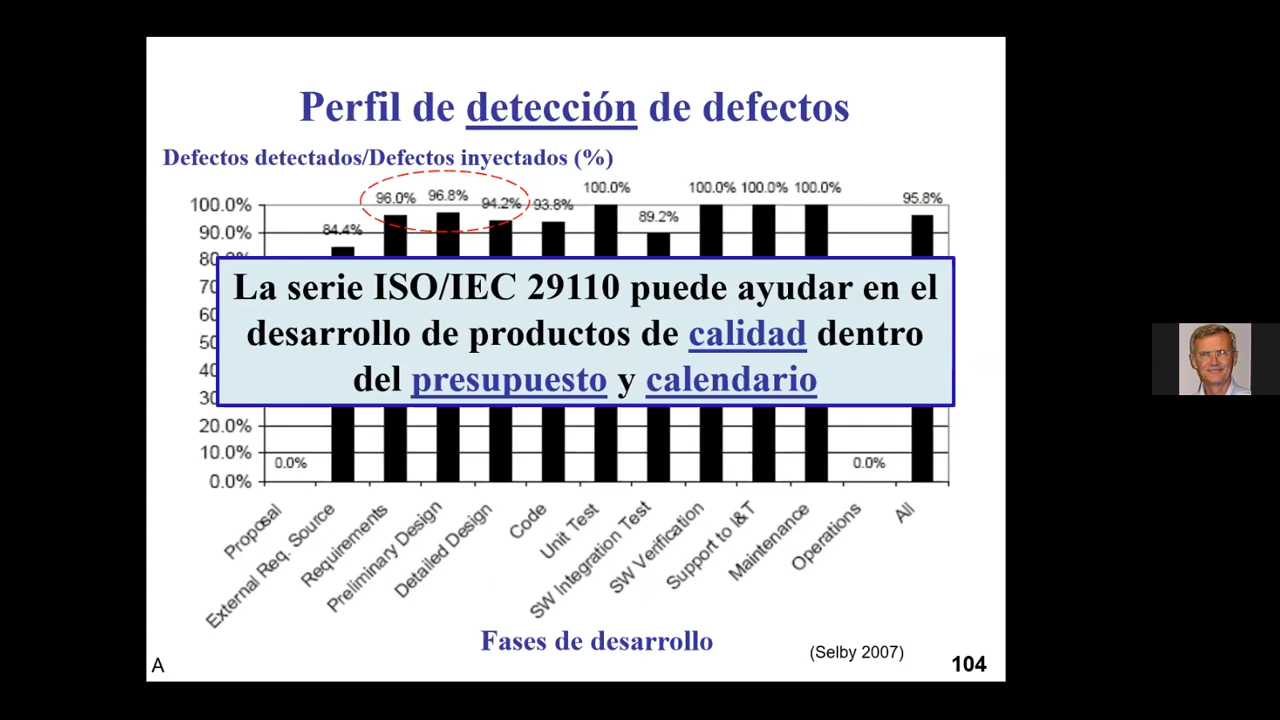 Perfil de detección de defectos
Defectos detectados/Defectos inyectados (%)
100.0%
90.0%
20.0%
10.0%
0.0%
0.0%
84.4%
96.0%
96.8%
94.2%
93.8%
100.0%
89.2%
100.0%
100.0%
100.0%
0.0%
95.8%
La serie ISO/IEC 29110 puede ayudar en el
desarrollo de productos de calidad dentro
del presupuesto y calendario
Proposal
External Req. Source
Requirements
Preliminary Design
Detailed Design
Code
Unit Test
SW Integration Test
SW Verification
Support to I&T
Maintenance
Operations
All
Fases de desarrollo
(Selby 2007)
A
104